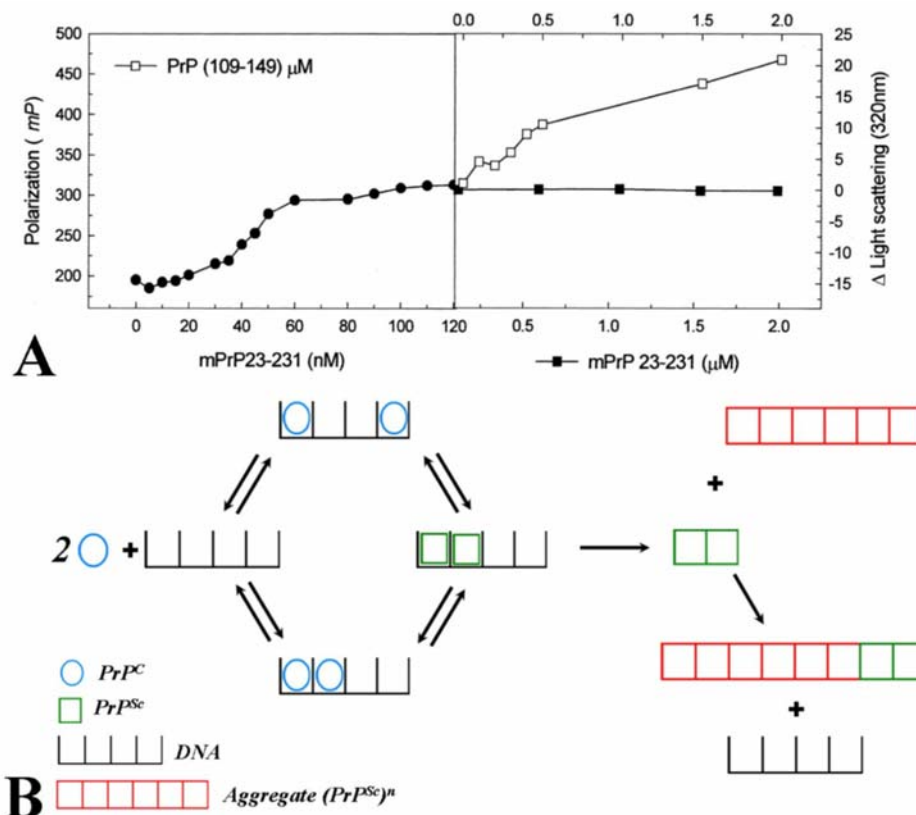 0.0 0.5 1.0 1.5 2.0
500
450
400
350
300
250
200
Polarization ( mP)
PrP (109-149) μM
25
20
15
10
5
0
-5
-10
-15
Δ Light scattering (320nm)
0 20 40 60 80 100 120 0.5 1.0 1.5 2.0
A
mPrP23-231 (nM)
mPrP 23-231 (μM)
2 +
+
PrP^C
PrP^Sc
DNA
+
B
Aggregate (PrP^Sc)^n